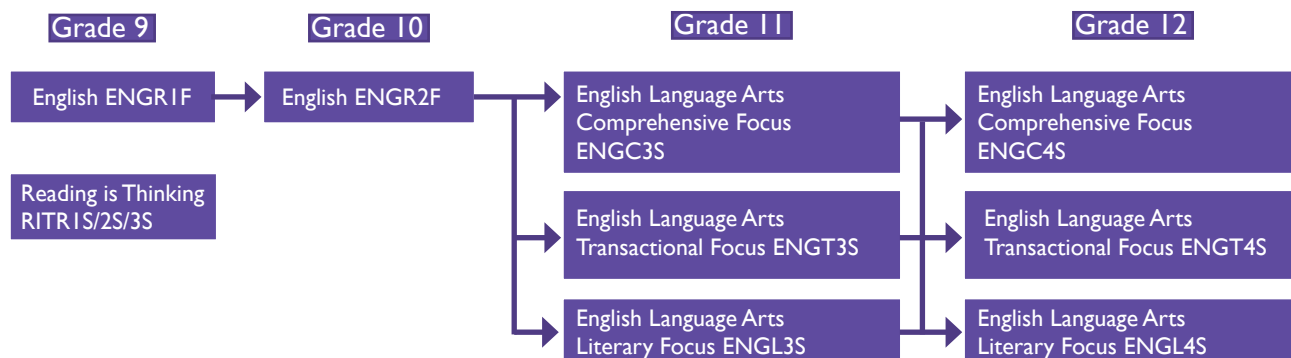 Grade 9
Grade 10
Grade 11
Grade 12
English ENGR1F
English ENGR2F
English Language Arts
Comprehensive Focus
ENGC3S
English Language Arts
Comprehensive Focus
ENGC4S
Reading is Thinking
RITR1S/2S/3S
English Language Arts
Transactional Focus ENGT3S
English Language Arts
Transactional Focus ENGT4S
English Language Arts
Literary Focus ENGL3S
English Language Arts
Literary Focus ENGL4S